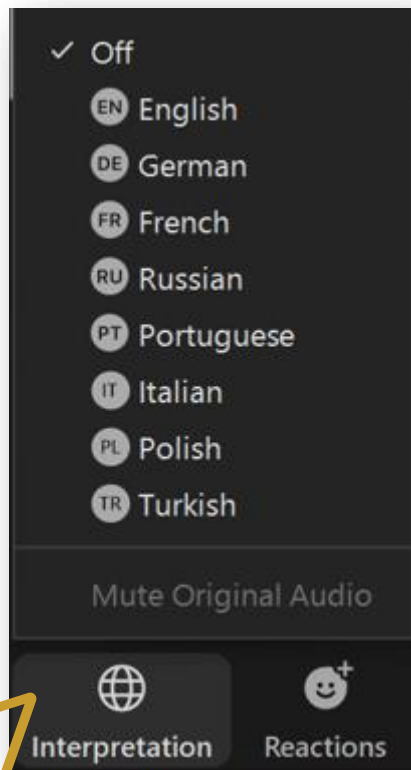 Off
EN English
DE German
FR French
RU Russian
PT Portuguese
IT Italian
PL Polish
TR Turkish
Mute Original Audio
Interpretation Reactions